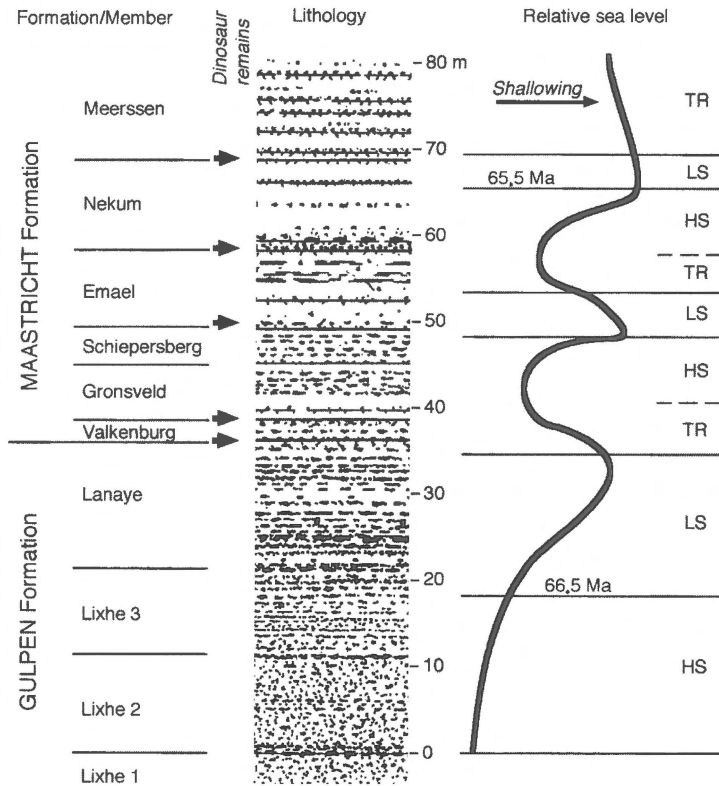 Formation/Member
Dinosaur
remains
Lithology
Relative sea level
MAASTRICHT Formation
GULPEN Formation
Meerssen
Nekum
Emael
Schiepersberg
Gronsveld
Valkenburg
Lanaye
Lixhe 3
Lixhe 2
Lixhe 1
80 m
70
60
50
40
30
20
10
0
Shallowing
TR
LS
65,5 Ma
HS
TR
LS
HS
TR
LS
66,5 Ma
HS